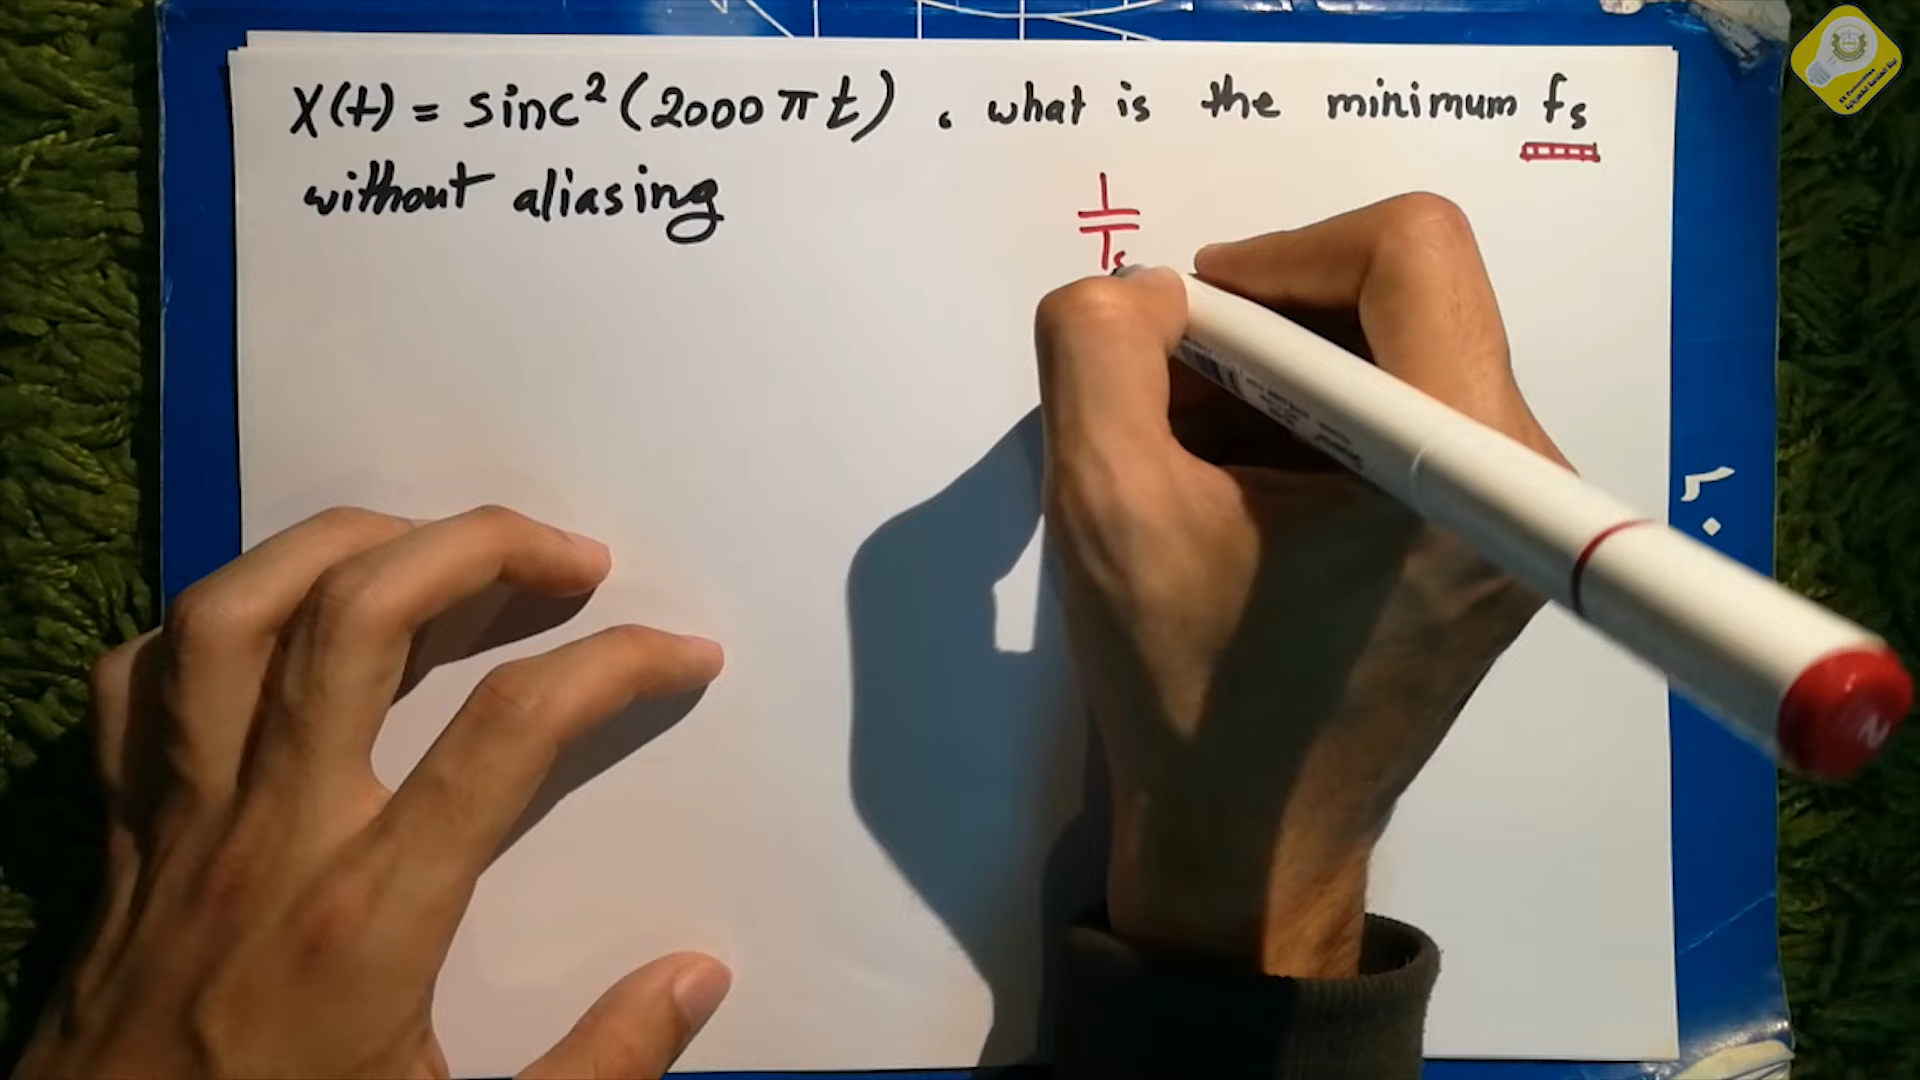 x(t) = sinc²(2000πt) . what is the minimum fs
without aliasing
1
Ts